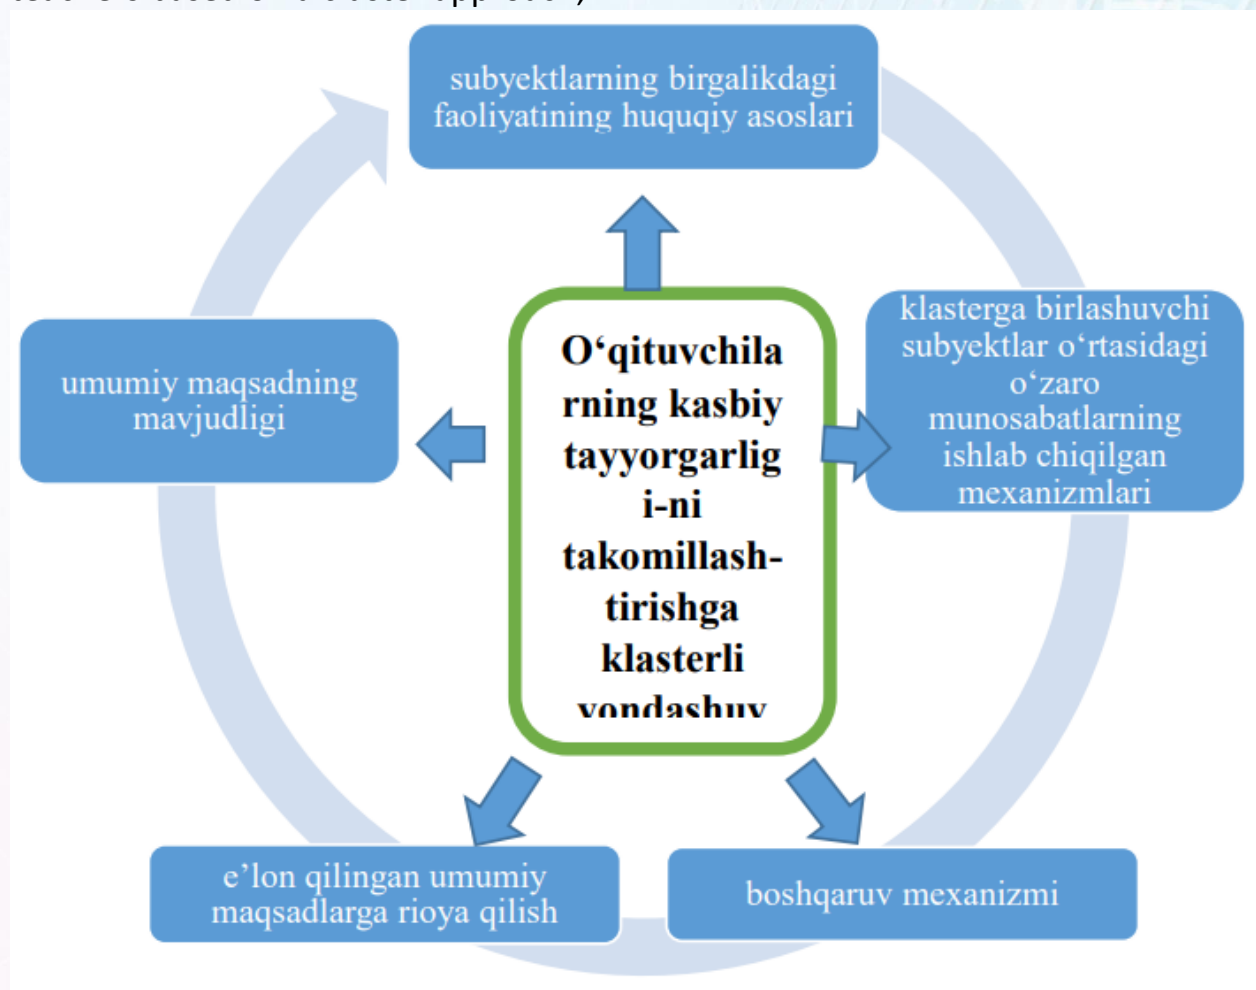 subyektlarning birgalikdagi
faoliyatining huquqiy asoslari
klasterga birlashuvchi
subyektlar o‘rtasidagi
o‘zaro
munosabatlarning
ishlab chiqilgan
mexanizmlari
umumiy maqsadning
mavjudligi
O‘qituvchila
rning kasbiy
tayyorgarlig
i-ni
takomillash-
tirishga
klasterli
yondashuv
e’lon qilingan umumiy
maqsadlarga rioya qilish
boshqaruv mexanizmi